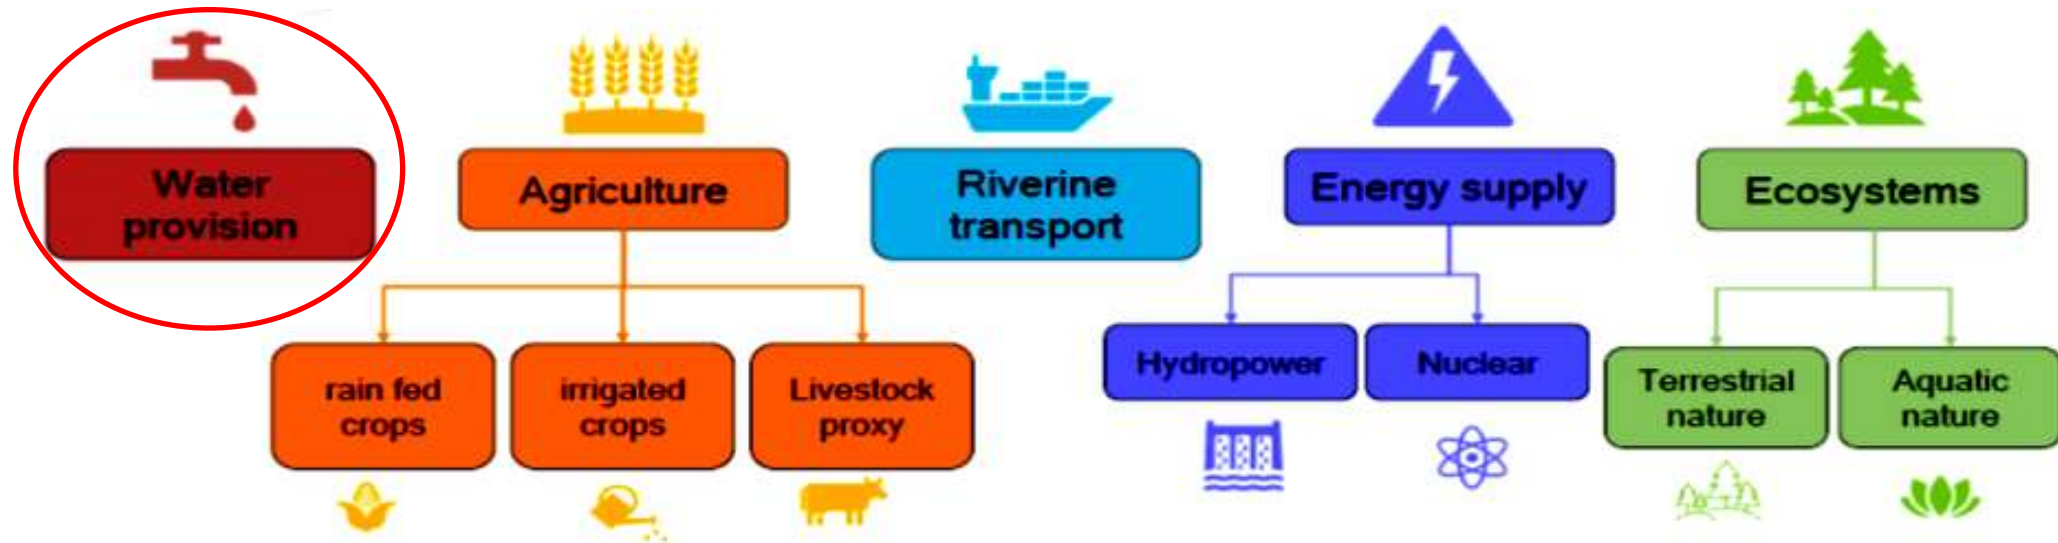 Water
provision
Agriculture
Riverine
transport
Energy supply
Ecosystems
rain fed
crops
irrigated
crops
Livestock
proxy
Hydropower
Nuclear
Terrestrial
nature
Aquatic
nature